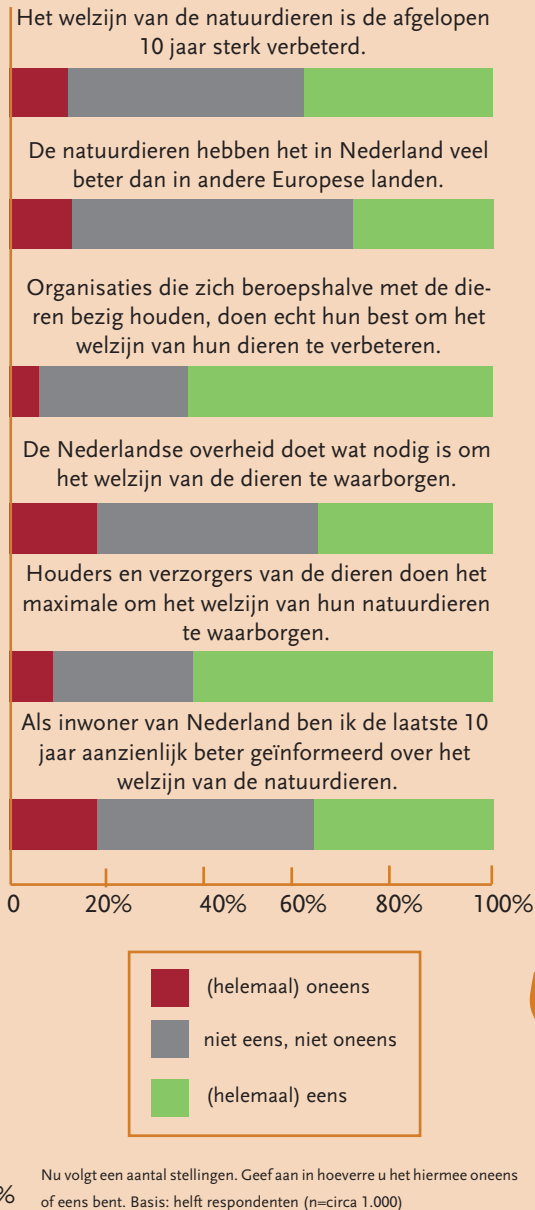 Het welzijn van de natuurdieren is de afgelopen
10 jaar sterk verbeterd.
De natuurdieren hebben het in Nederland veel
beter dan in andere Europese landen.
Organisaties die zich beroepshalve met de die-
ren bezig houden, doen echt hun best om het
welzijn van hun dieren te verbeteren.
De Nederlandse overheid doet wat nodig is om
het welzijn van de dieren te waarborgen.
Houders en verzorgers van de dieren doen het
maximale om het welzijn van hun natuurdieren
te waarborgen.
Als inwoner van Nederland ben ik de laatste 10
jaar aanzienlijk beter geïnformeerd over het
welzijn van de natuurdieren.
0 20% 40% 60% 80% 100%
(helemaal) oneens
niet eens, niet oneens
(helemaal) eens
Nu volgt een aantal stellingen. Geef aan in hoeverre u het hiermee oneens
% of eens bent. Basis: helft respondenten (n=circa 1.000)